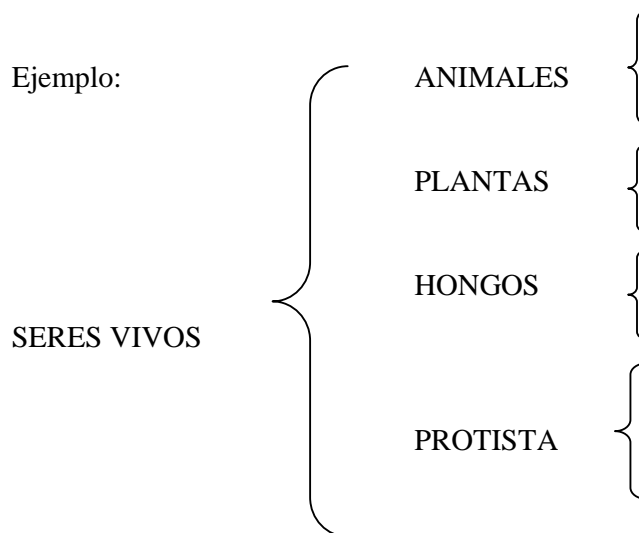 Ejemplo:
ANIMALES
PLANTAS
HONGOS
SERES VIVOS
PROTISTA